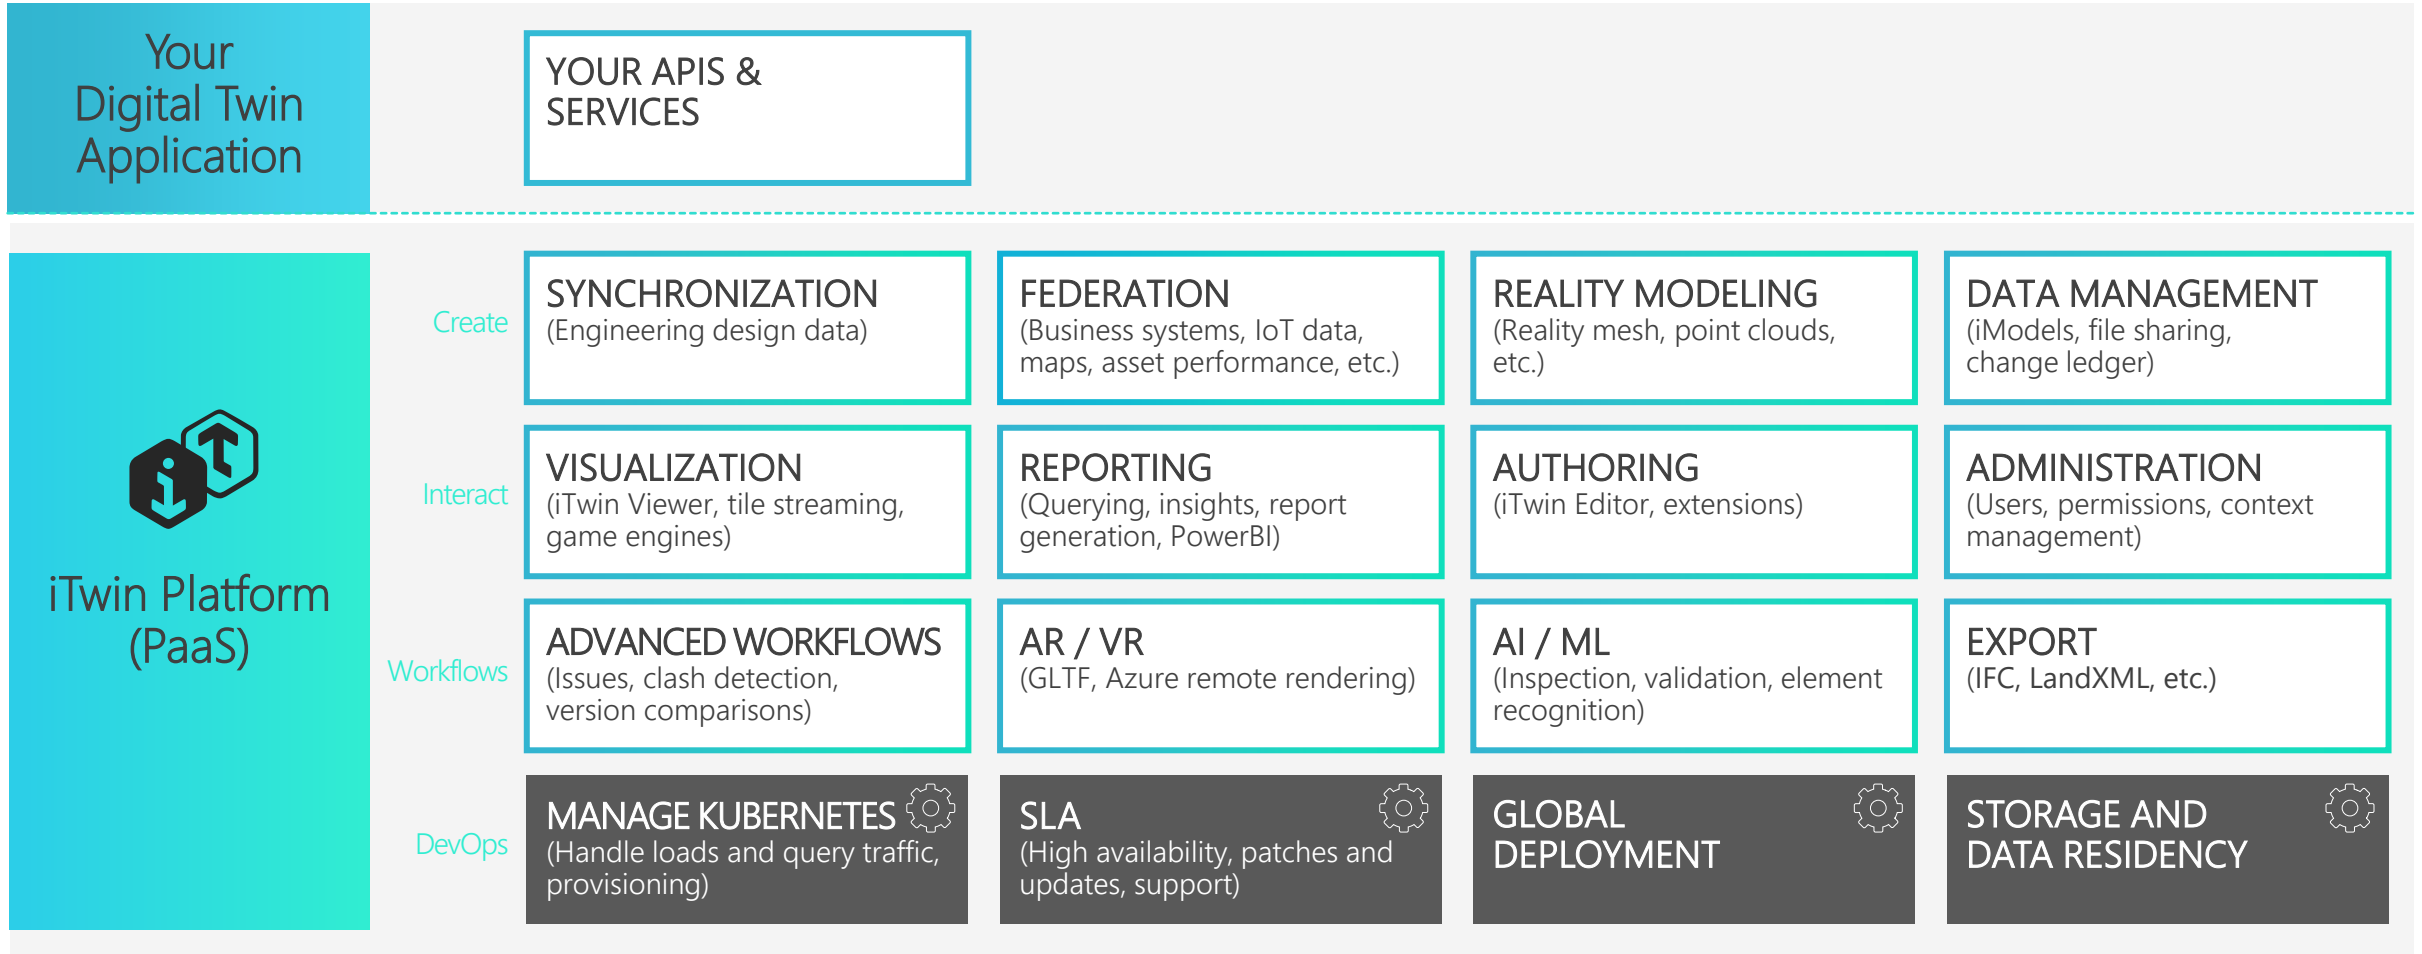 Your
Digital Twin
Application
YOUR APIS &
SERVICES
iTwin Platform
(PaaS)
Create
SYNCHRONIZATION
(Engineering design data)
FEDERATION
(Business systems, IoT data,
maps, asset performance, etc.)
REALITY MODELING
(Reality mesh, point clouds,
etc.)
DATA MANAGEMENT
(iModels, file sharing,
change ledger)
Interact
VISUALIZATION
(iTwin Viewer, tile streaming,
game engines)
REPORTING
(Querying, insights, report
generation, PowerBI)
AUTHORING
(iTwin Editor, extensions)
ADMINISTRATION
(Users, permissions, context
management)
Workflows
ADVANCED WORKFLOWS
(Issues, clash detection,
version comparisons)
AR / VR
(GLTF, Azure remote rendering)
AI / ML
(Inspection, validation, element
recognition)
EXPORT
(IFC, LandXML, etc.)
DevOps
MANAGE KUBERNETES
(Handle loads and query traffic,
provisioning)
SLA
(High availability, patches and
updates, support)
GLOBAL
DEPLOYMENT
STORAGE AND
DATA RESIDENCY